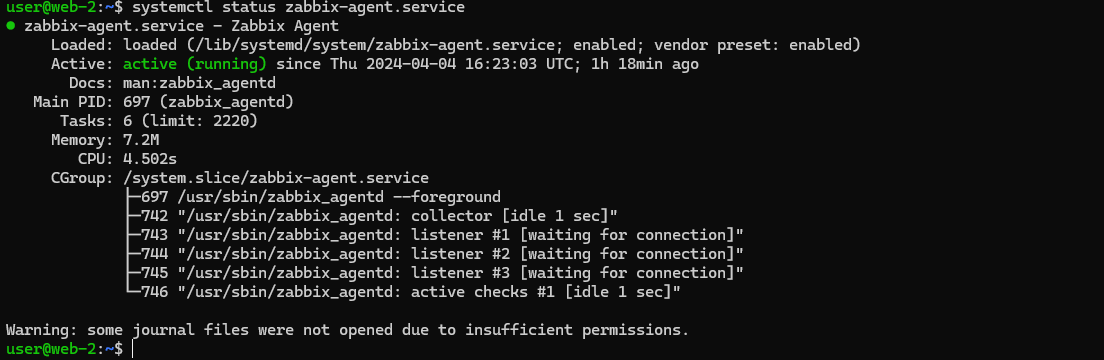 user@web-2:~$ systemctl status zabbix-agent.service
● zabbix-agent.service - Zabbix Agent
     Loaded: loaded (/lib/systemd/system/zabbix-agent.service; enabled; vendor preset: enabled)
     Active: active (running) since Thu 2024-04-04 16:23:03 UTC; 1h 18min ago
       Docs: man:zabbix_agentd
   Main PID: 697 (zabbix_agentd)
      Tasks: 6 (limit: 2220)
     Memory: 7.2M
        CPU: 4.502s
     CGroup: /system.slice/zabbix-agent.service
             ├─697 /usr/sbin/zabbix_agentd --foreground
             ├─742 "/usr/sbin/zabbix_agentd: collector [idle 1 sec]"
             ├─743 "/usr/sbin/zabbix_agentd: listener #1 [waiting for connection]"
             ├─744 "/usr/sbin/zabbix_agentd: listener #2 [waiting for connection]"
             ├─745 "/usr/sbin/zabbix_agentd: listener #3 [waiting for connection]"
             └─746 "/usr/sbin/zabbix_agentd: active checks #1 [idle 1 sec]"

Warning: some journal files were not opened due to insufficient permissions.
user@web-2:~$